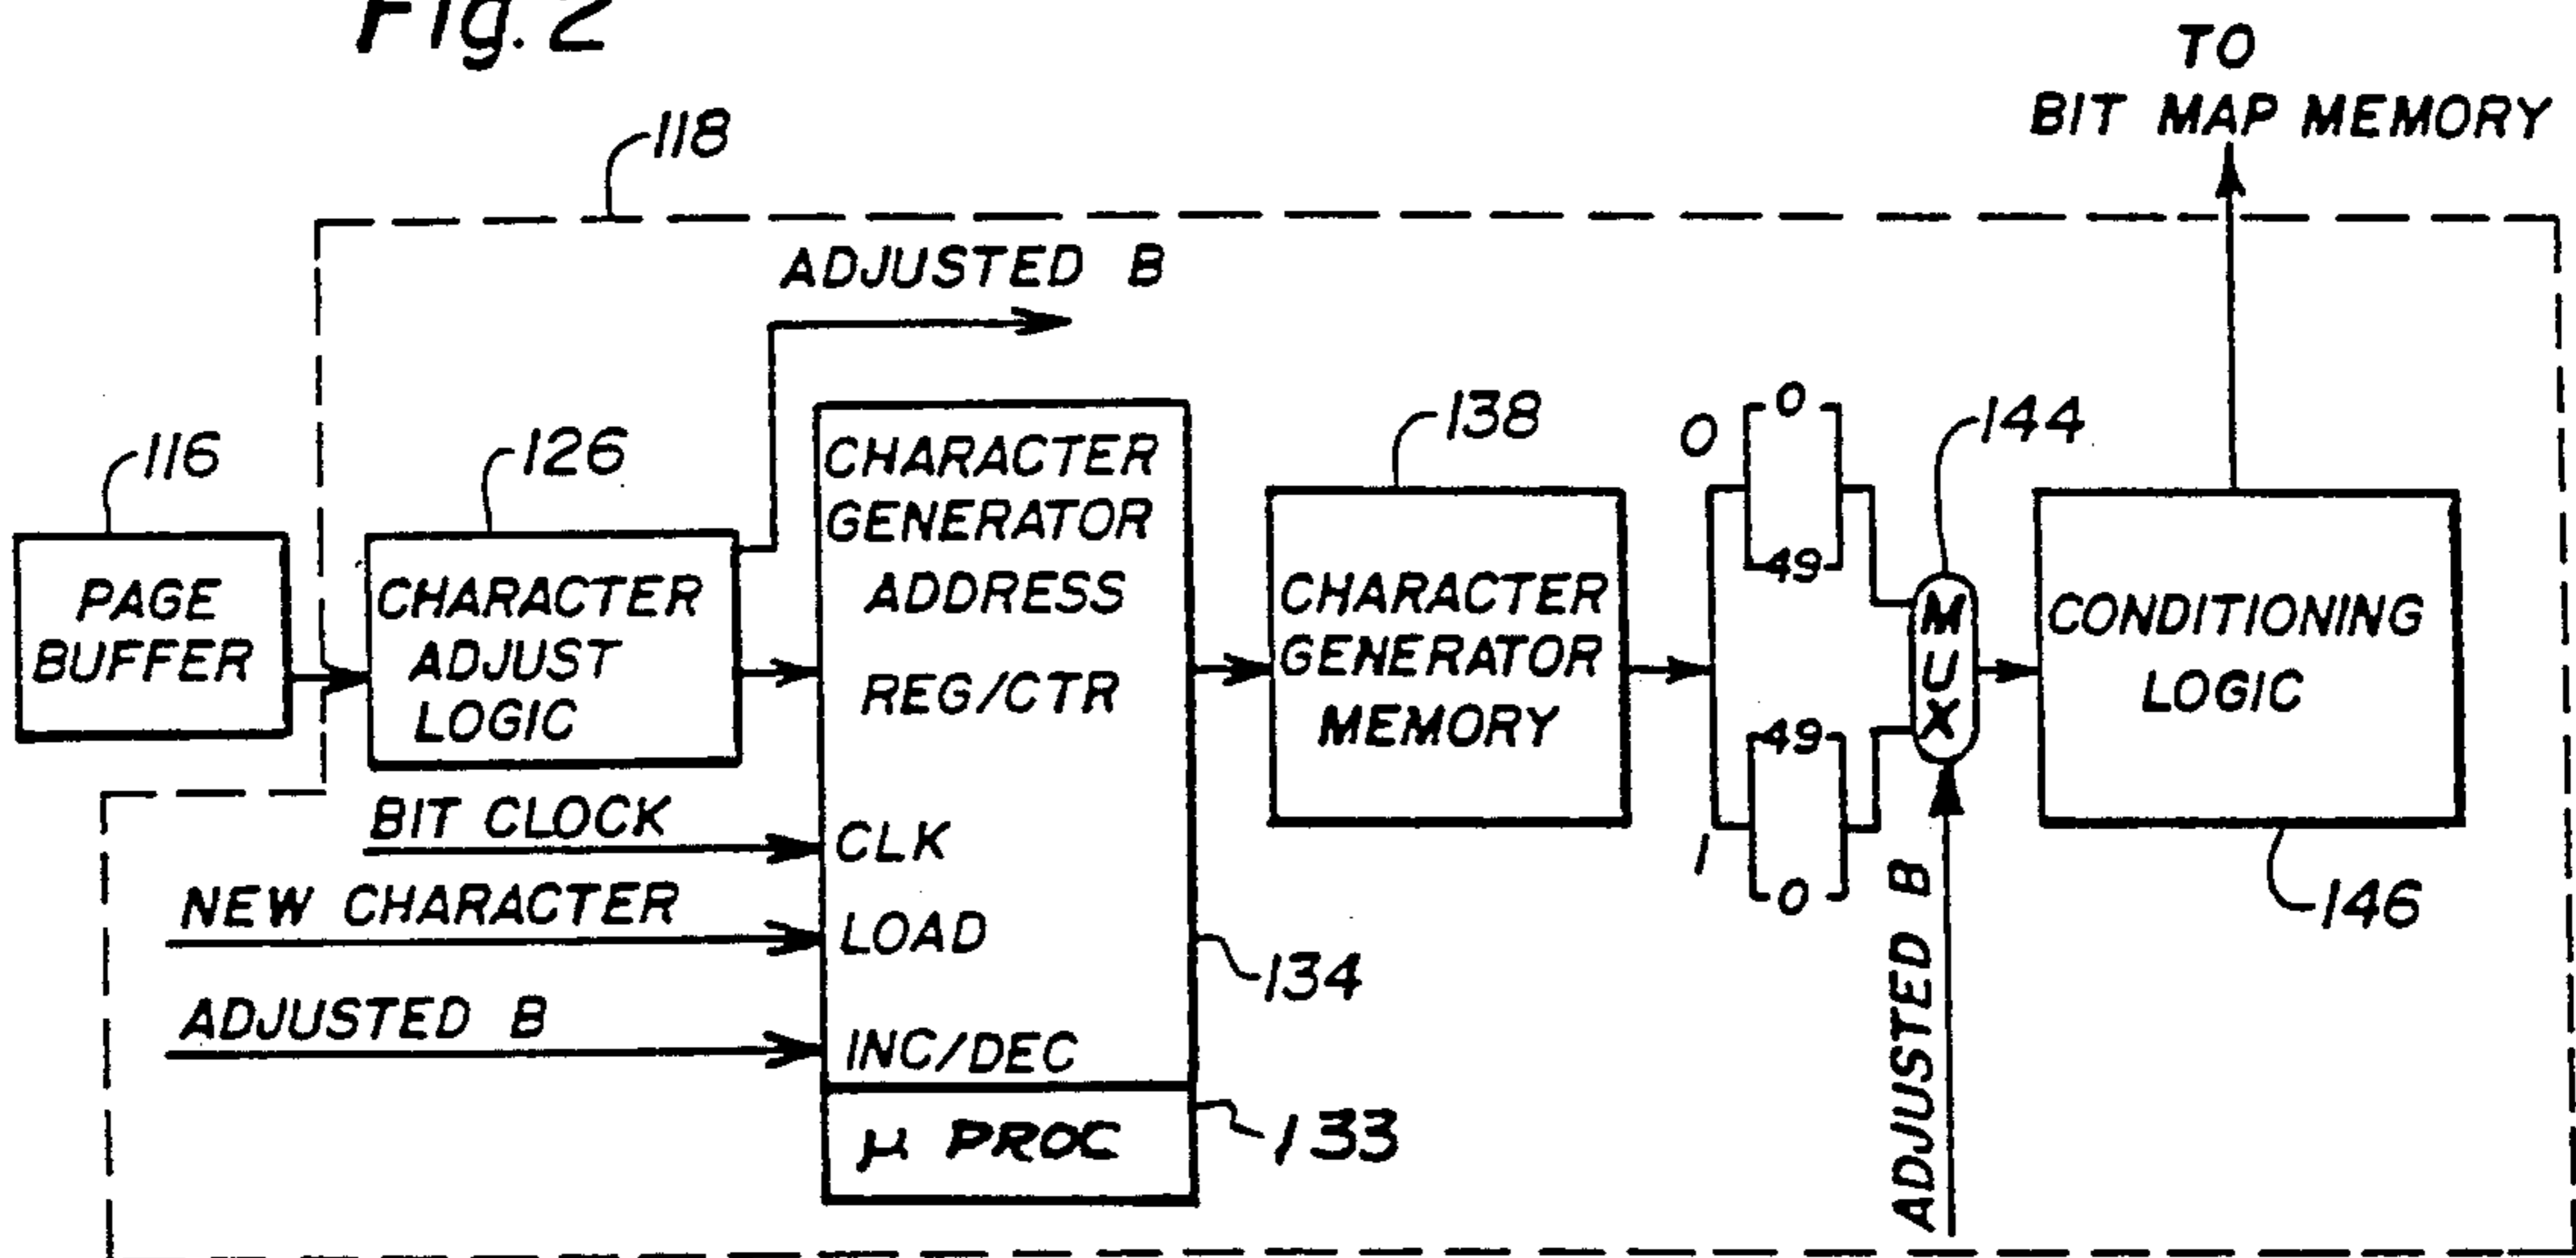 Fig. 2
TO
BIT MAP MEMORY
118
ADJUSTED B
116
PAGE
BUFFER
126
CHARACTER
ADJUST
LOGIC
CHARACTER
GENERATOR
ADDRESS
REG/CTR
BIT CLOCK
CLK
NEW CHARACTER
LOAD
ADJUSTED B
INC/DEC
134
μ PROC
133
138
CHARACTER
GENERATOR
MEMORY
0
0
49
1
49
0
144
MUX
ADJUSTED B
CONDITIONING
LOGIC
146